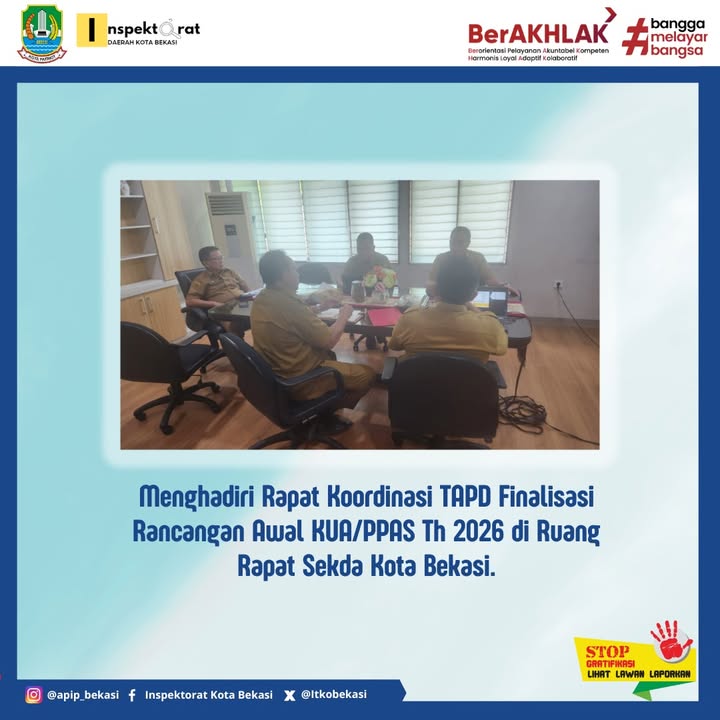 KOTA PATRIOT
Inspektorat
DAERAH KOTA BEKASI
BerAKHLAK
Berorientasi Pelayanan Akuntabel Kompeten
Harmonis Loyal Adaptif Kolaboratif
#bangga
melayani
bangsa
Menghadiri Rapat Koordinasi TAPD Finalisasi
Rancangan Awal KUA/PPAS Th 2026 di Ruang
Rapat Sekda Kota Bekasi.
STOP
GRATIFIKASI
LIHAT LAWAN LAPORKAN
@apip_bekasi
Inspektorat Kota Bekasi
@Itkobekasi